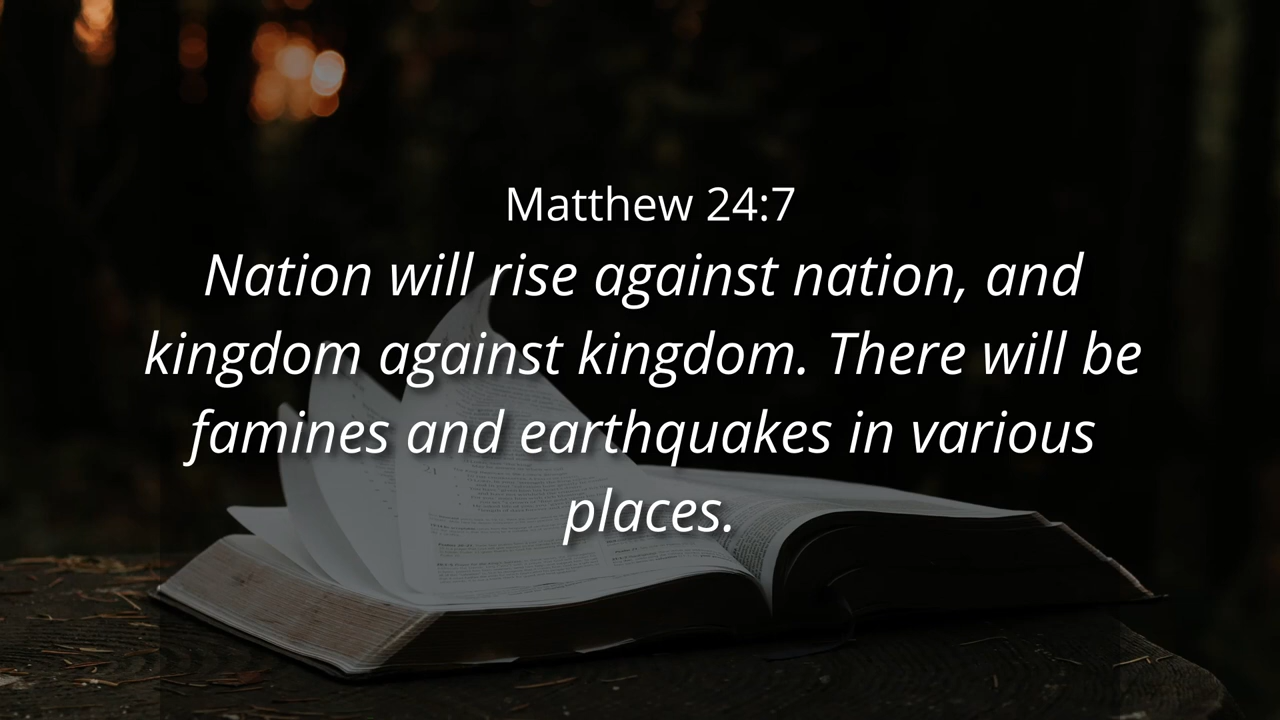 Matthew 24:7
Nation will rise against nation, and
kingdom against kingdom. There will be
famines and earthquakes in various
places.